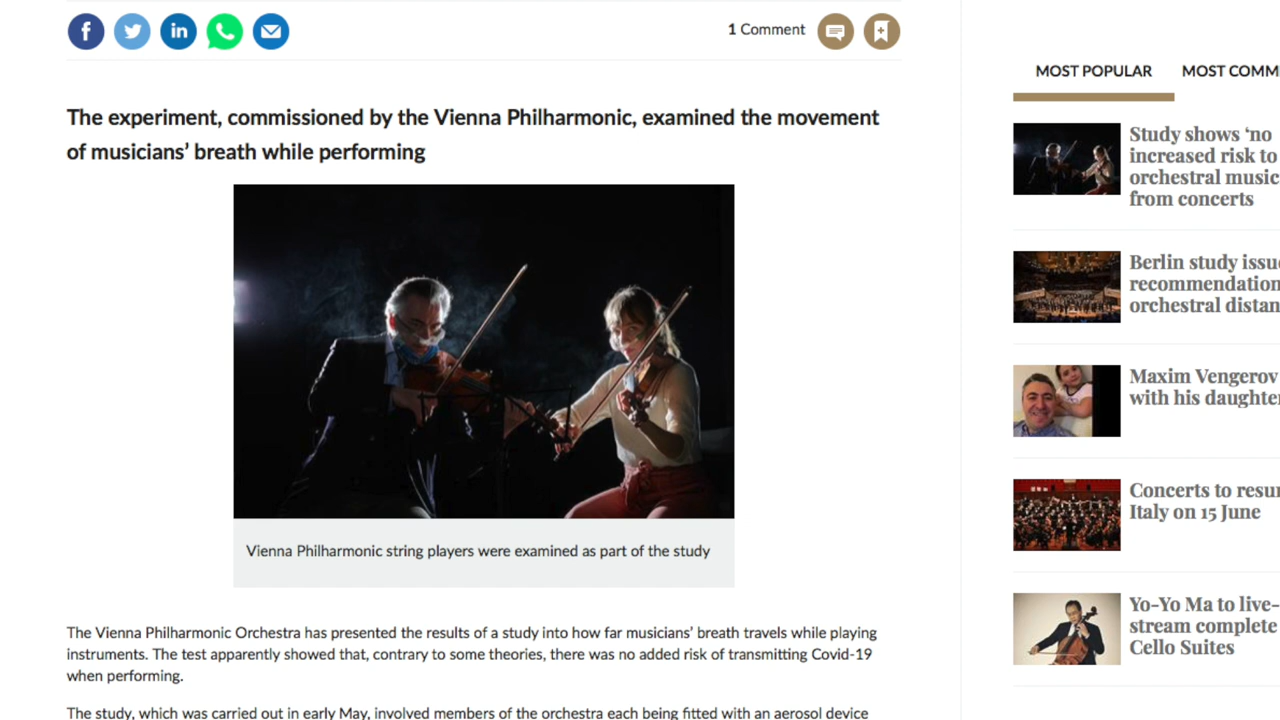 1 Comment
The experiment, commissioned by the Vienna Philharmonic, examined the movement
of musicians’ breath while performing
Vienna Philharmonic string players were examined as part of the study
The Vienna Philharmonic Orchestra has presented the results of a study into how far musicians’ breath travels while playing
instruments. The test apparently showed that, contrary to some theories, there was no added risk of transmitting Covid-19
when performing.
The study, which was carried out in early May, involved members of the orchestra each being fitted with an aerosol device
MOST POPULAR
MOST COMM
Study shows ‘no
increased risk to
orchestral music
from concerts
Berlin study issu
recommendation
orchestral distan
Maxim Vengerov
with his daughter
Concerts to resu
Italy on 15 June
Yo-Yo Ma to live-
stream complete
Cello Suites